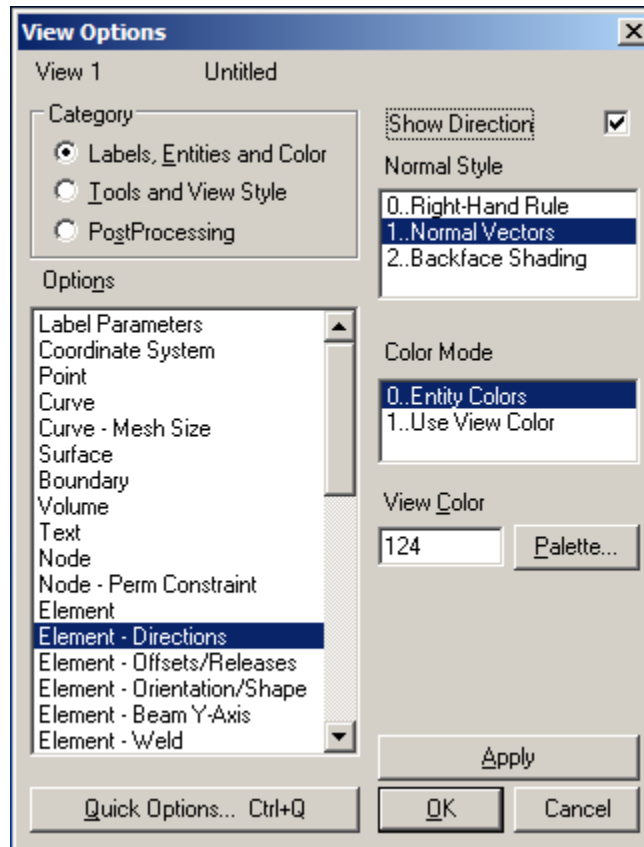 View Options
View 1 Untitled
Category
Labels, Entities and Color
Tools and View Style
PostProcessing
Options
Label Parameters
Coordinate System
Point
Curve
Curve - Mesh Size
Surface
Boundary
Volume
Text
Node
Node - Perm Constraint
Element
Element - Directions
Element - Offsets/Releases
Element - Orientation/Shape
Element - Beam Y-Axis
Element - Weld
Quick Options... Ctrl+Q
Show Direction
Normal Style
0..Right-Hand Rule
1..Normal Vectors
2..Backface Shading
Color Mode
0..Entity Colors
1..Use View Color
View Color
124 Palette...
Apply
OK Cancel